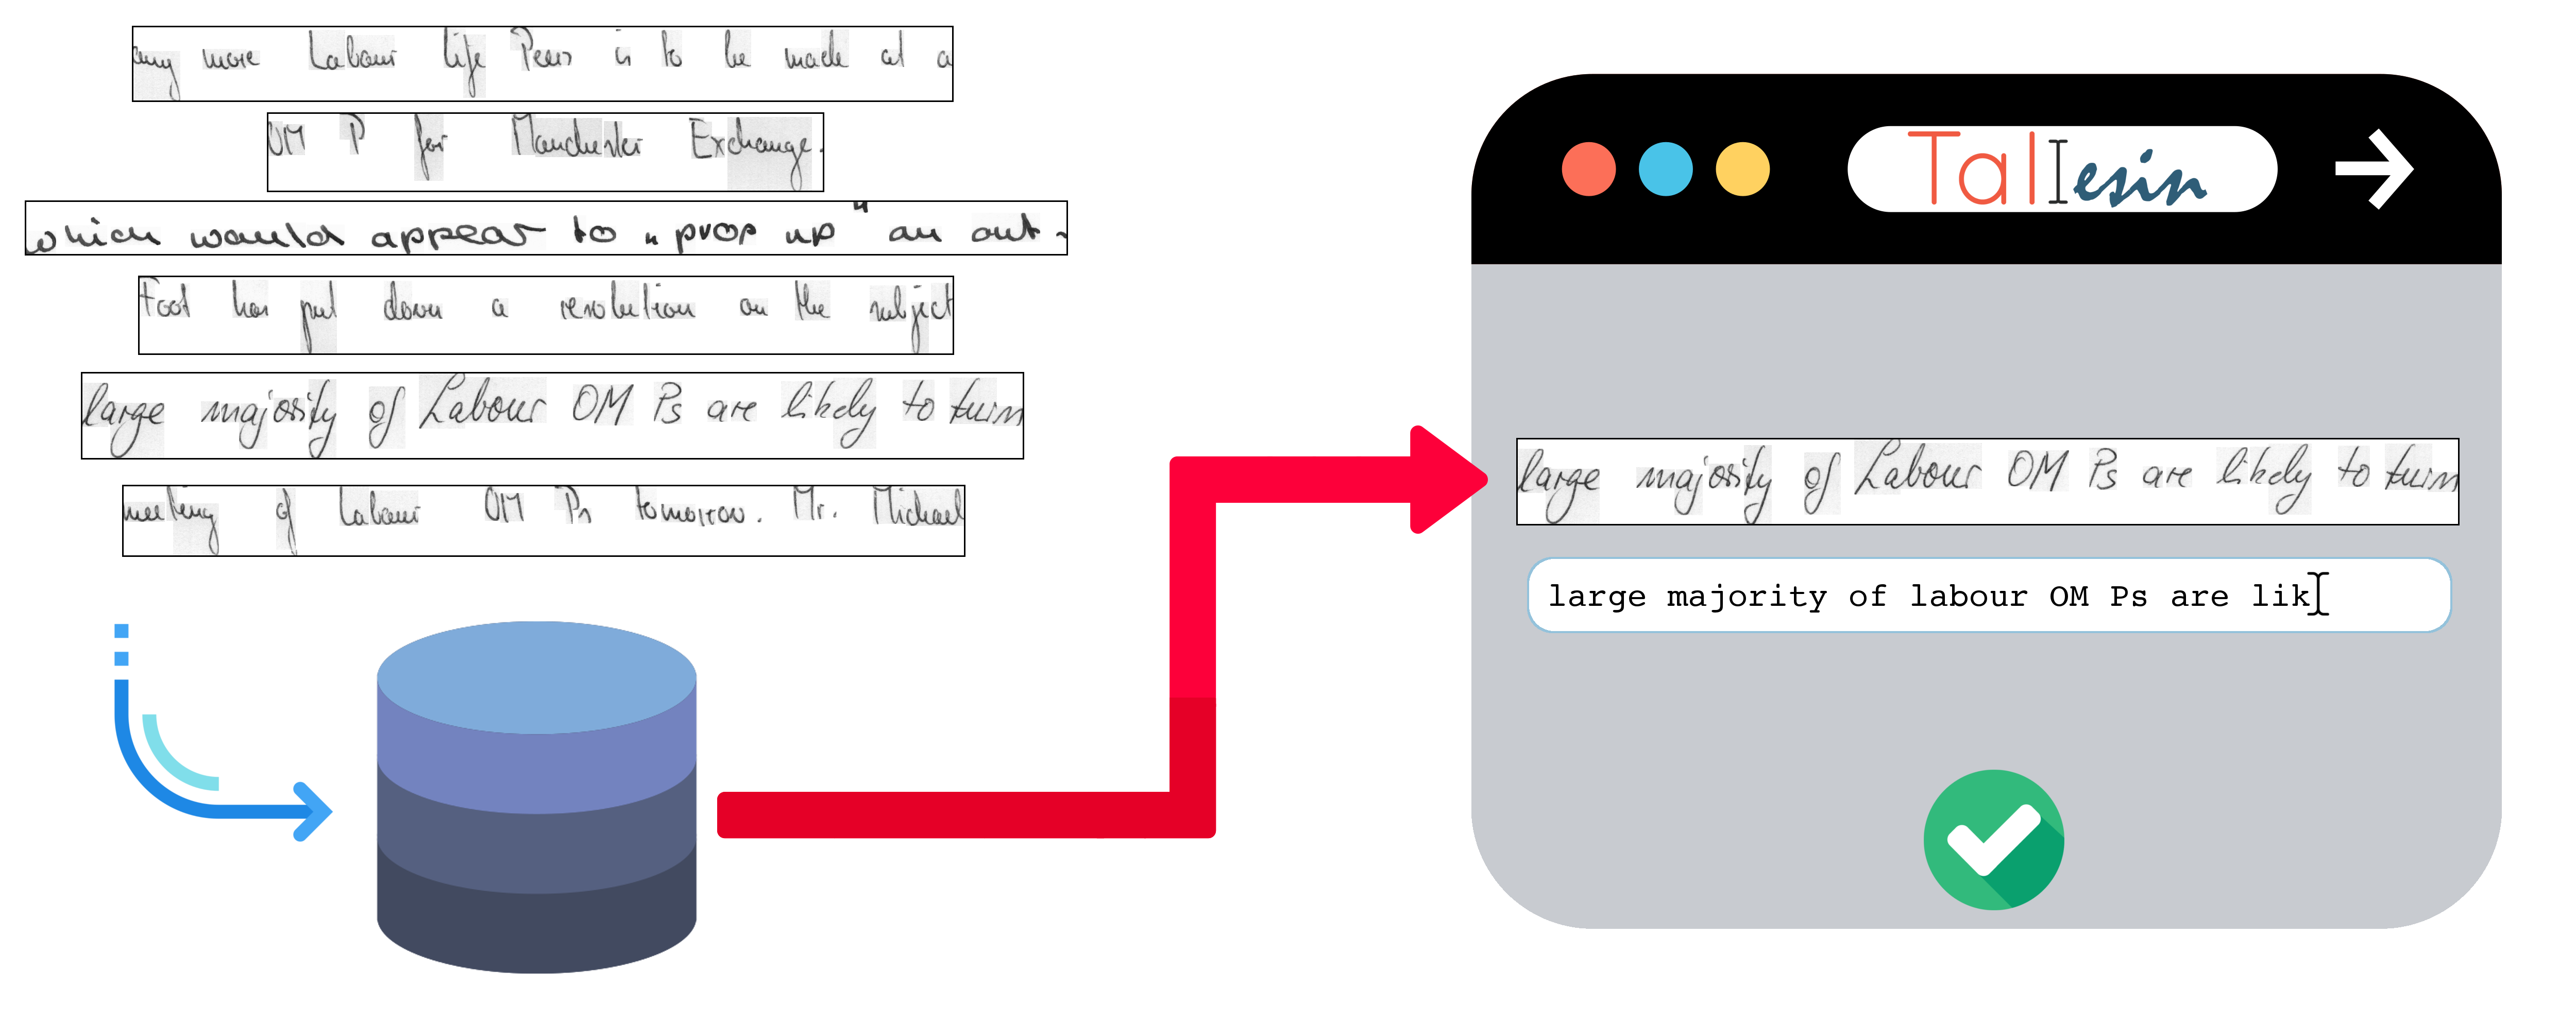 any more Labour life Peers is to be made at a
OM P for Manchester Exchange.
which would appear to „prop up" an out-
Foot has put down a resolution on the subject
large majority of Labour OM Ps are likely to turn
meeting of Labour OM Ps tomorrow. Mr. Michael
TalIesin
large majority of Labour OM Ps are likely to turn
large majority of labour OM Ps are lik